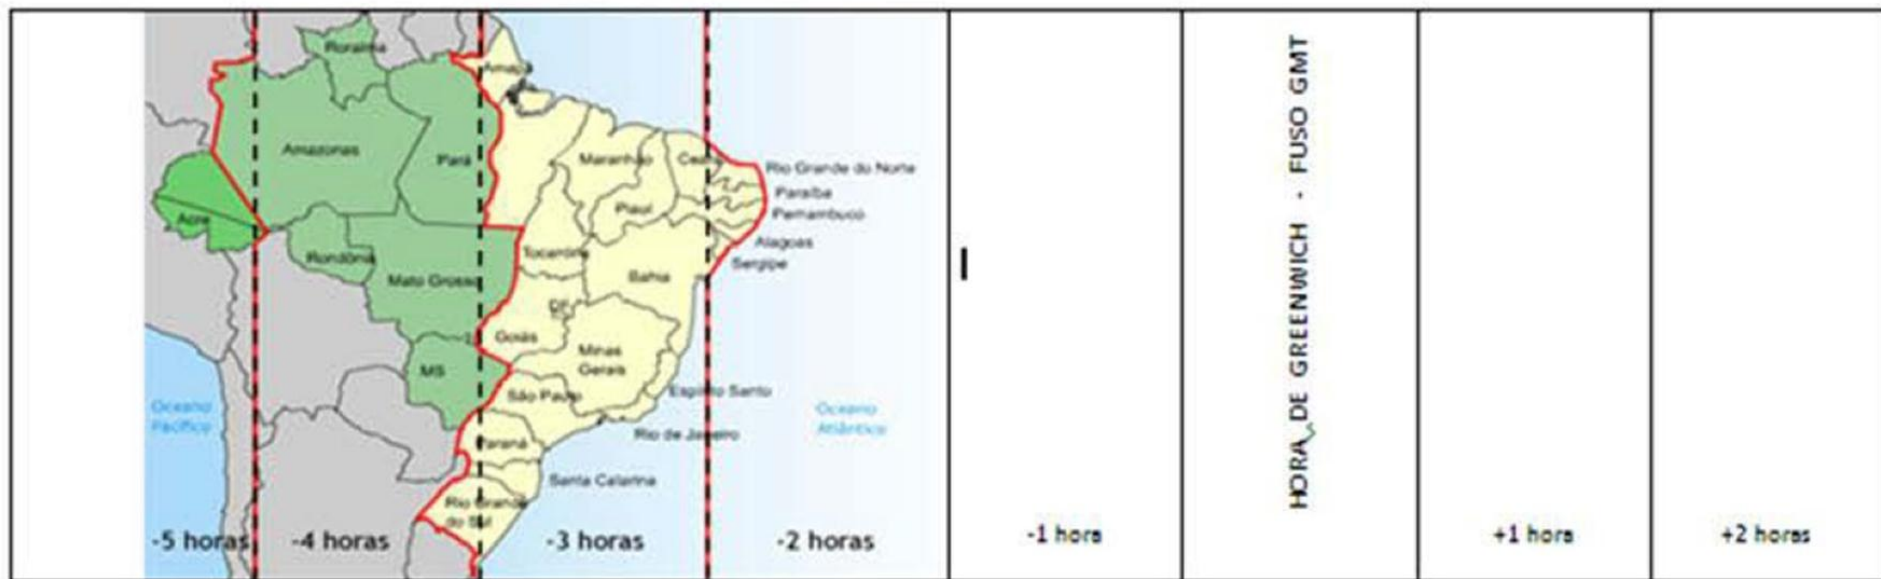 Roraima
Amapá
Amazonas
Pará
Maranhão
Ceará
Rio Grande do Norte
Paraíba
Piauí
Pernambuco
Acre
Alagoas
Tocantins
Sergipe
Rondônia
Mato Grosso
Bahia
DF
Goiás
Minas
Gerais
MS
São Paulo
Espírito Santo
Oceano
Pacífico
Oceano
Atlântico
Rio de Janeiro
Paraná
Santa Catarina
Rio Grande
do Sul
-5 horas
-4 horas
-3 horas
-2 horas
-1 hora
HORA DE GREENWICH - FUSO GMT
+1 hora
+2 horas